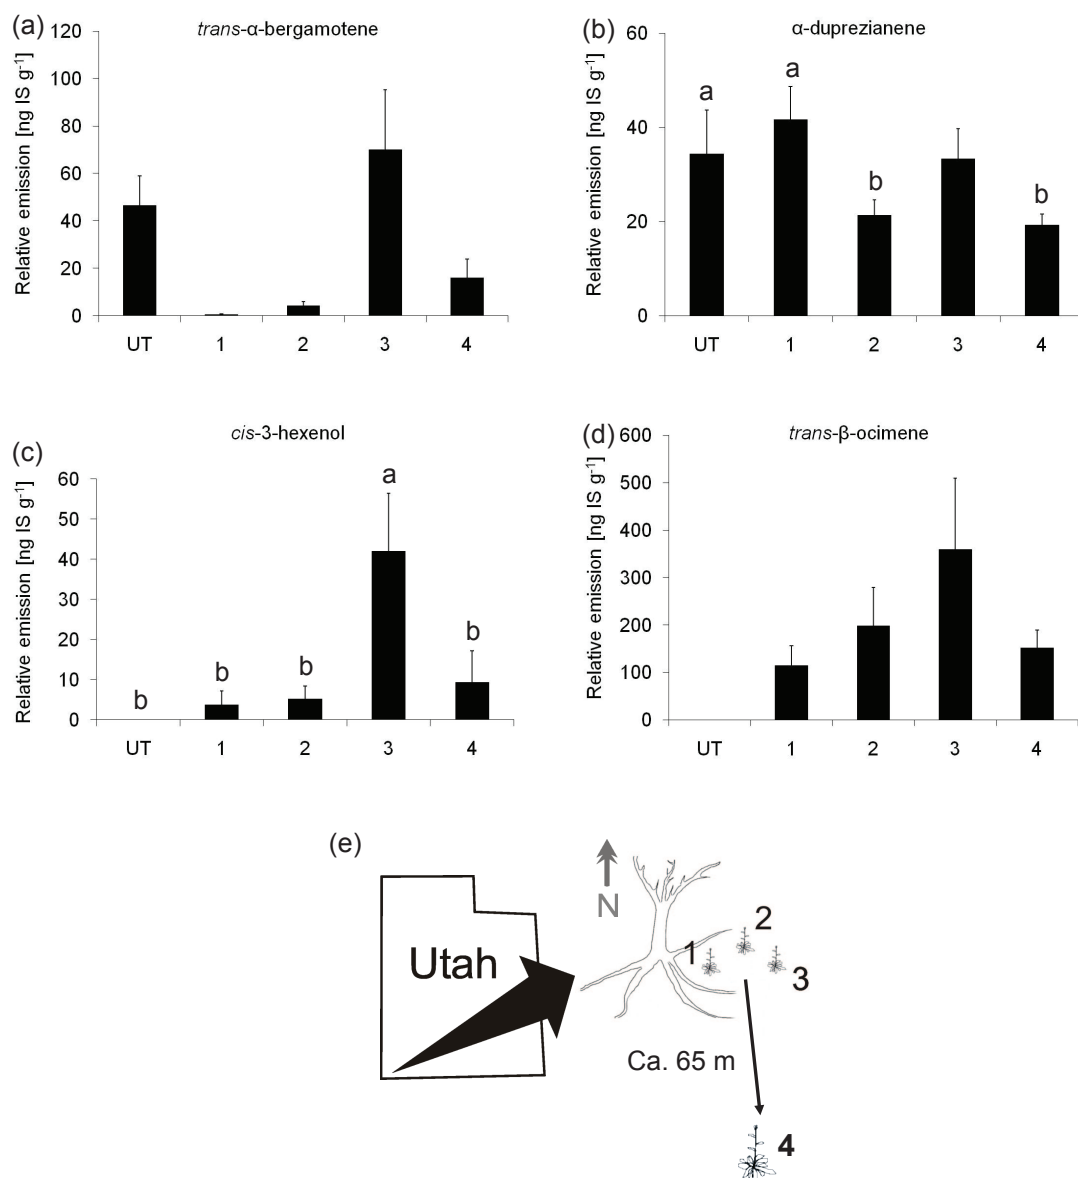 (a)
trans-α-bergamotene
Relative emission [ng IS g-1]
120
100
80
60
40
20
0
UT 1 2 3 4
(b)
α-duprezianene
Relative emission [ng IS g-1]
60
40
20
0
a
a
b
b
UT 1 2 3 4
(c)
cis-3-hexenol
Relative emission [ng IS g-1]
60
50
40
30
20
10
0
b
b
b
a
b
UT 1 2 3 4
(d)
trans-β-ocimene
Relative emission [ng IS g-1]
600
500
400
300
200
100
0
UT 1 2 3 4
(e)
Utah
N
1
2
3
Ca. 65 m
4